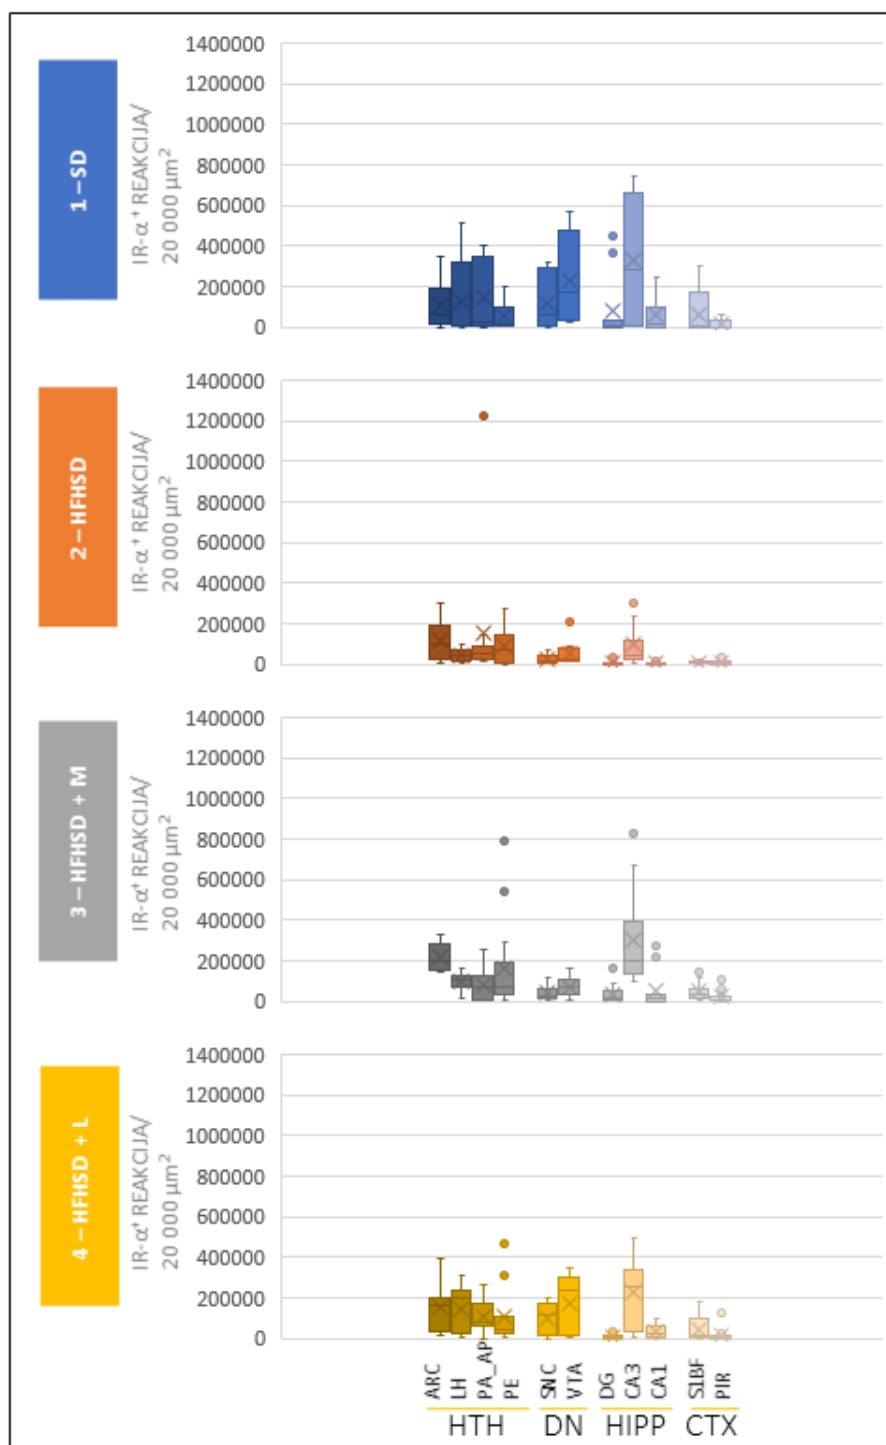 1 – SD
IR-α⁺ REAKCIJA/
20 000 µm²
1400000
1200000
1000000
800000
600000
400000
200000
0
2 – HFHSD
IR-α⁺ REAKCIJA/
20 000 µm²
1400000
1200000
1000000
800000
600000
400000
200000
0
3 – HFHSD + M
IR-α⁺ REAKCIJA/
20 000 µm²
1400000
1200000
1000000
800000
600000
400000
200000
0
4 – HFHSD + L
IR-α⁺ REAKCIJA/
20 000 µm²
1400000
1200000
1000000
800000
600000
400000
200000
0
ARC
LH
PA_AP
PE
SNC
VTA
DG
CA3
CA1
S1BF
PIR
HTH DN HIPP CTX